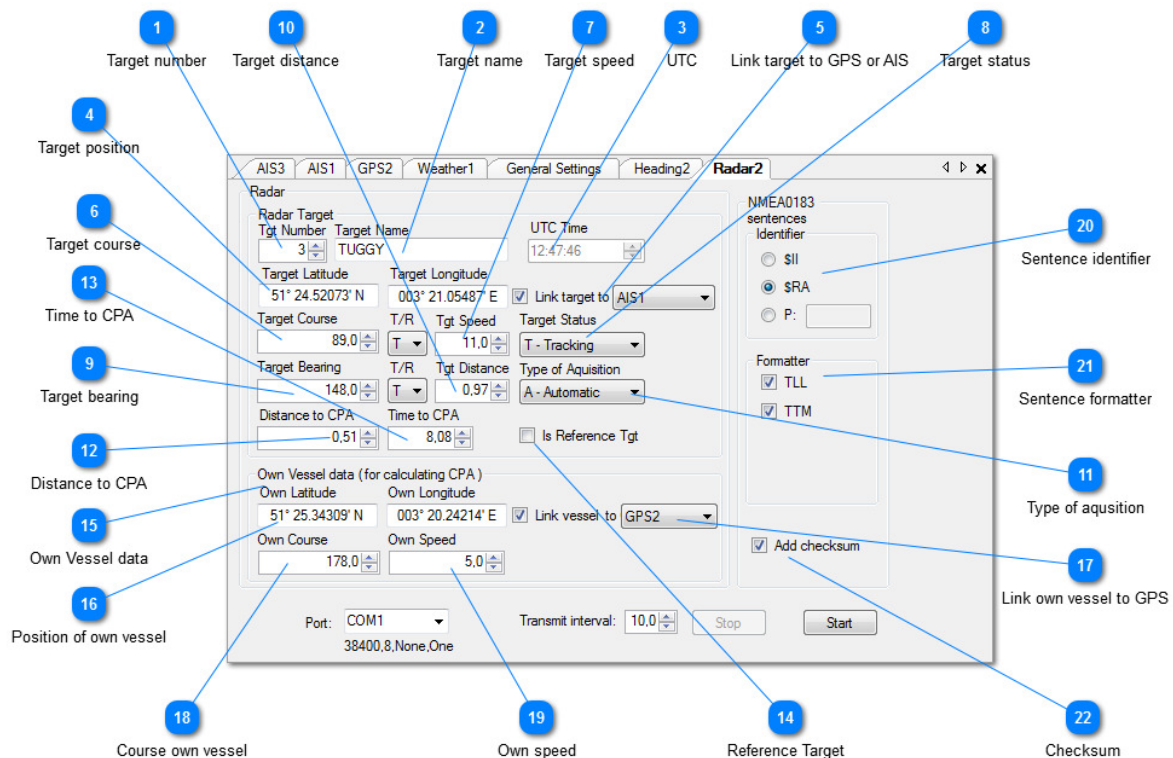 1 10 2 7 3 5 8
Target number Target distance Target name Target speed UTC Link target to GPS or AIS Target status
4
Target position
6
Target course
13
Time to CPA
9
Target bearing
12
Distance to CPA
15
Own Vessel data
16
Position of own vessel
AIS3 AIS1 GPS2 Weather1 General Settings Heading2 Radar2
Radar
Radar Target
Tgt Number Target Name UTC Time
3 TUGGY 12:47:46
Target Latitude Target Longitude
51° 24.52073' N 003° 21.05487' E Link target to AIS1
Target Course T/R Tgt Speed Target Status
89,0 T 11,0 T - Tracking
Target Bearing T/R Tgt Distance Type of Aquisition
148,0 T 0,97 A - Automatic
Distance to CPA Time to CPA
0,51 8,08 Is Reference Tgt
Own Vessel data (for calculating CPA )
Own Latitude Own Longitude
51° 25.34309' N 003° 20.24214' E Link vessel to GPS2
Own Course Own Speed
178,0 5,0
Port: COM1 Transmit interval: 10,0 Stop Start
38400,8,None,One
NMEA0183
sentences
Identifier
$II
$RA
P:
Formatter
TLL
TTM
Add checksum
20
Sentence identifier
21
Sentence formatter
11
Type of aqusition
17
Link own vessel to GPS
18 19 14 22
Course own vessel Own speed Reference Target Checksum